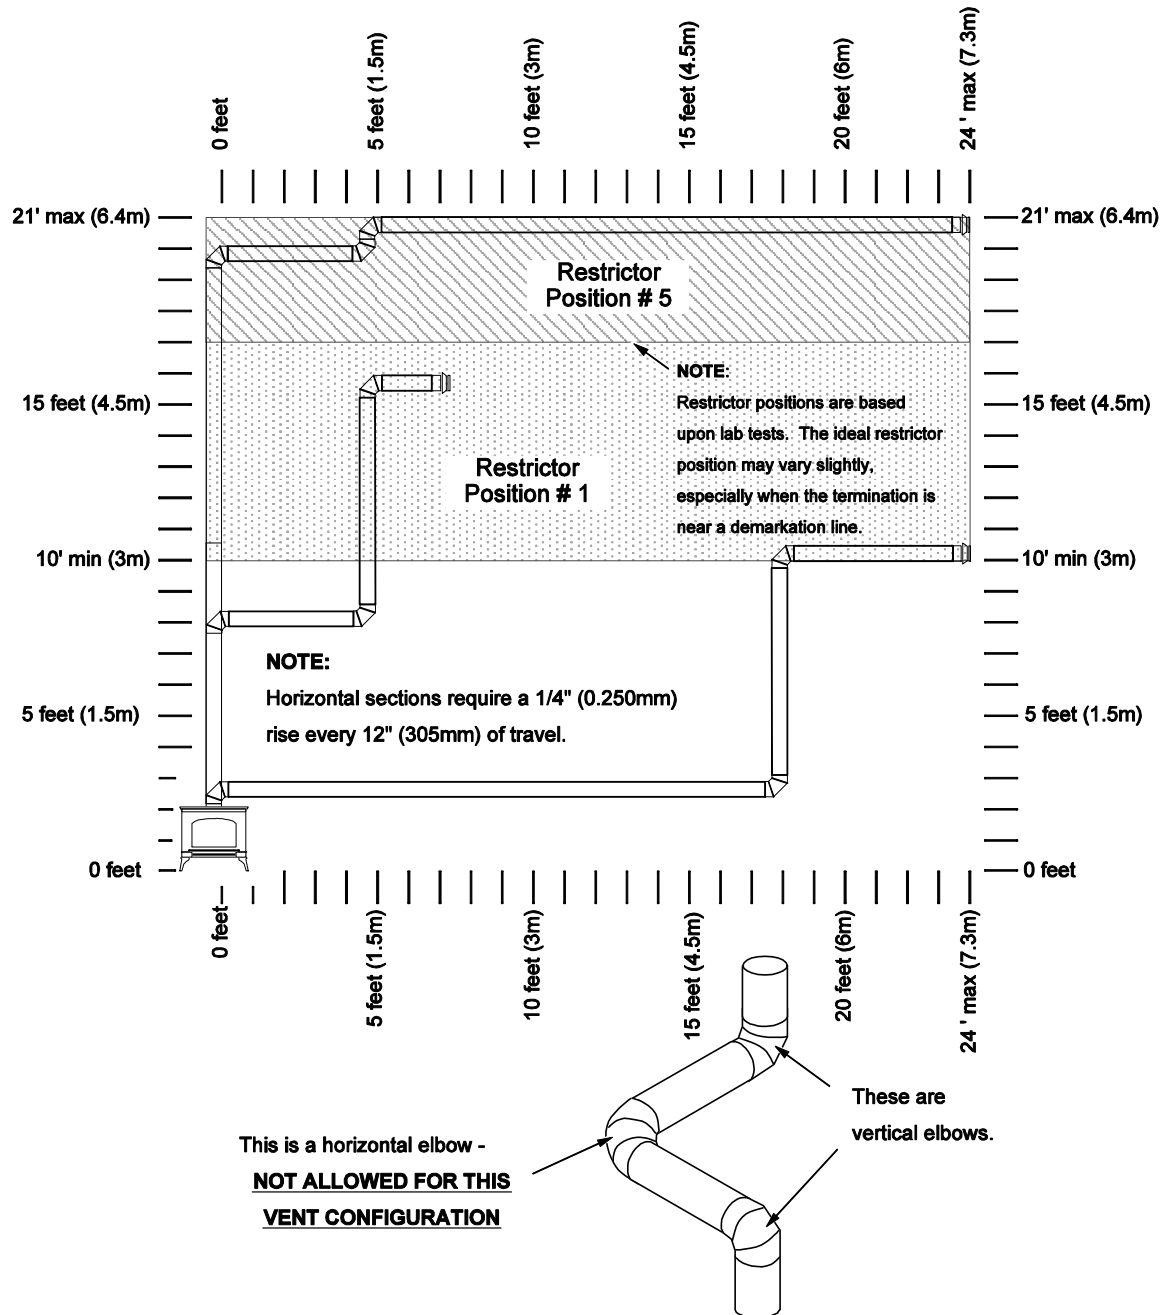 0 feet
5 feet (1.5m)
10 feet (3m)
15 feet (4.5m)
20 feet (6m)
24 ' max (7.3m)
21' max (6.4m)
21' max (6.4m)
Restrictor
Position # 5
NOTE:
Restrictor positions are based
upon lab tests. The ideal restrictor
position may vary slightly,
especially when the termination is
near a demarkation line.
15 feet (4.5m)
15 feet (4.5m)
Restrictor
Position # 1
10' min (3m)
10' min (3m)
NOTE:
Horizontal sections require a 1/4" (0.250mm)
rise every 12" (305mm) of travel.
5 feet (1.5m)
5 feet (1.5m)
0 feet
0 feet
0 feet
5 feet (1.5m)
10 feet (3m)
15 feet (4.5m)
20 feet (6m)
24 ' max (7.3m)
These are
vertical elbows.
This is a horizontal elbow -
NOT ALLOWED FOR THIS
VENT CONFIGURATION